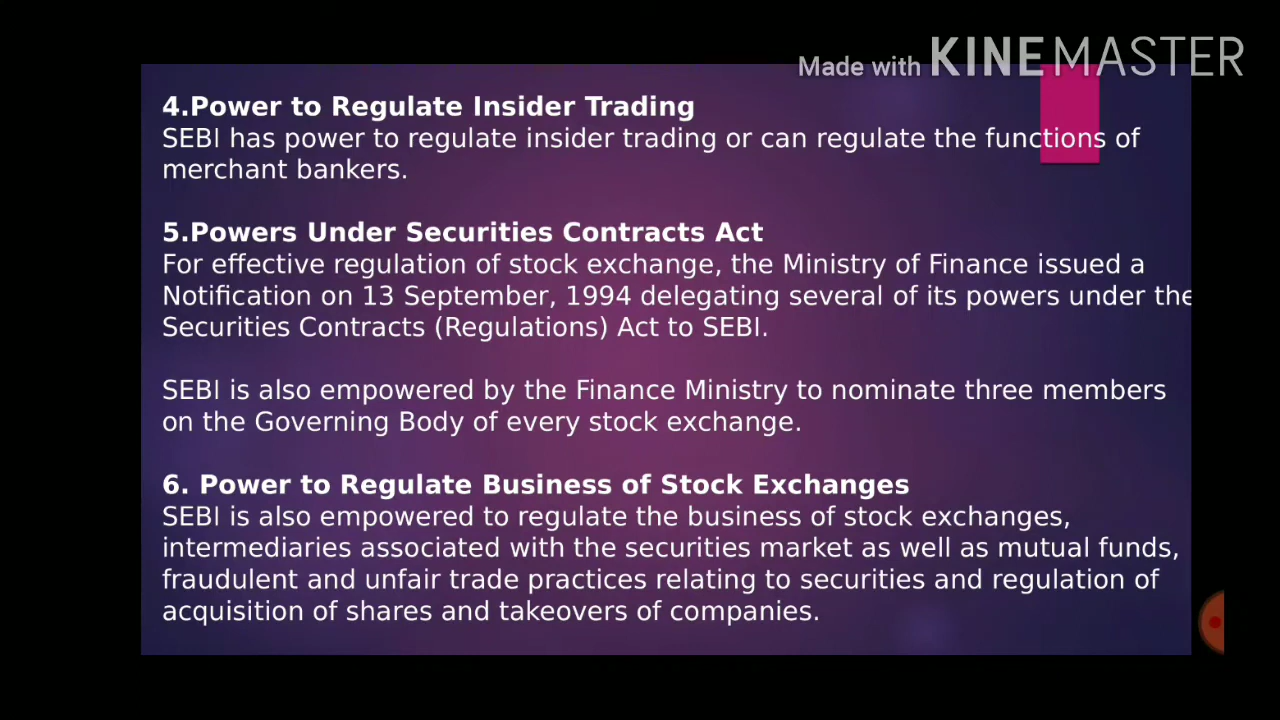 Made with KINEMASTER
4.Power to Regulate Insider Trading
SEBI has power to regulate insider trading or can regulate the functions of
merchant bankers.
5.Powers Under Securities Contracts Act
For effective regulation of stock exchange, the Ministry of Finance issued a
Notification on 13 September, 1994 delegating several of its powers under the
Securities Contracts (Regulations) Act to SEBI.
SEBI is also empowered by the Finance Ministry to nominate three members
on the Governing Body of every stock exchange.
6. Power to Regulate Business of Stock Exchanges
SEBI is also empowered to regulate the business of stock exchanges,
intermediaries associated with the securities market as well as mutual funds,
fraudulent and unfair trade practices relating to securities and regulation of
acquisition of shares and takeovers of companies.